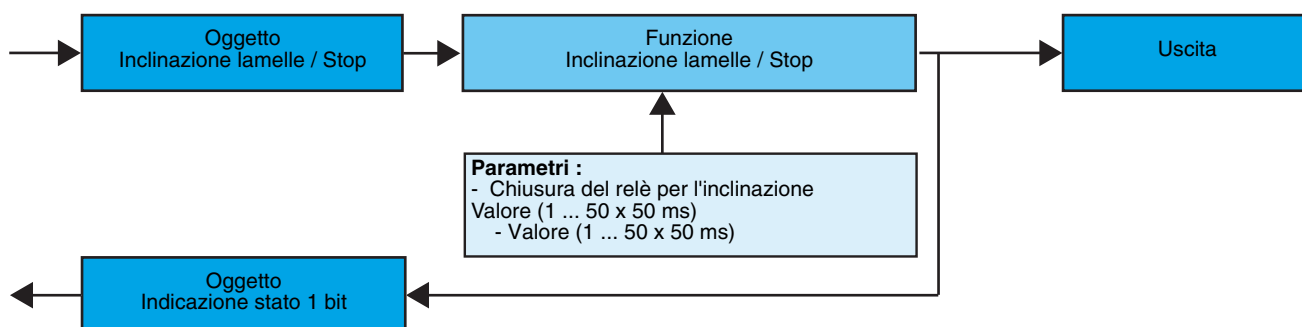 Oggetto
Inclinazione lamelle / Stop
Funzione
Inclinazione lamelle / Stop
Uscita
Parametri :
- Chiusura del relè per l'inclinazione
Valore (1 ... 50 x 50 ms)
- Valore (1 ... 50 x 50 ms)
Oggetto
Indicazione stato 1 bit